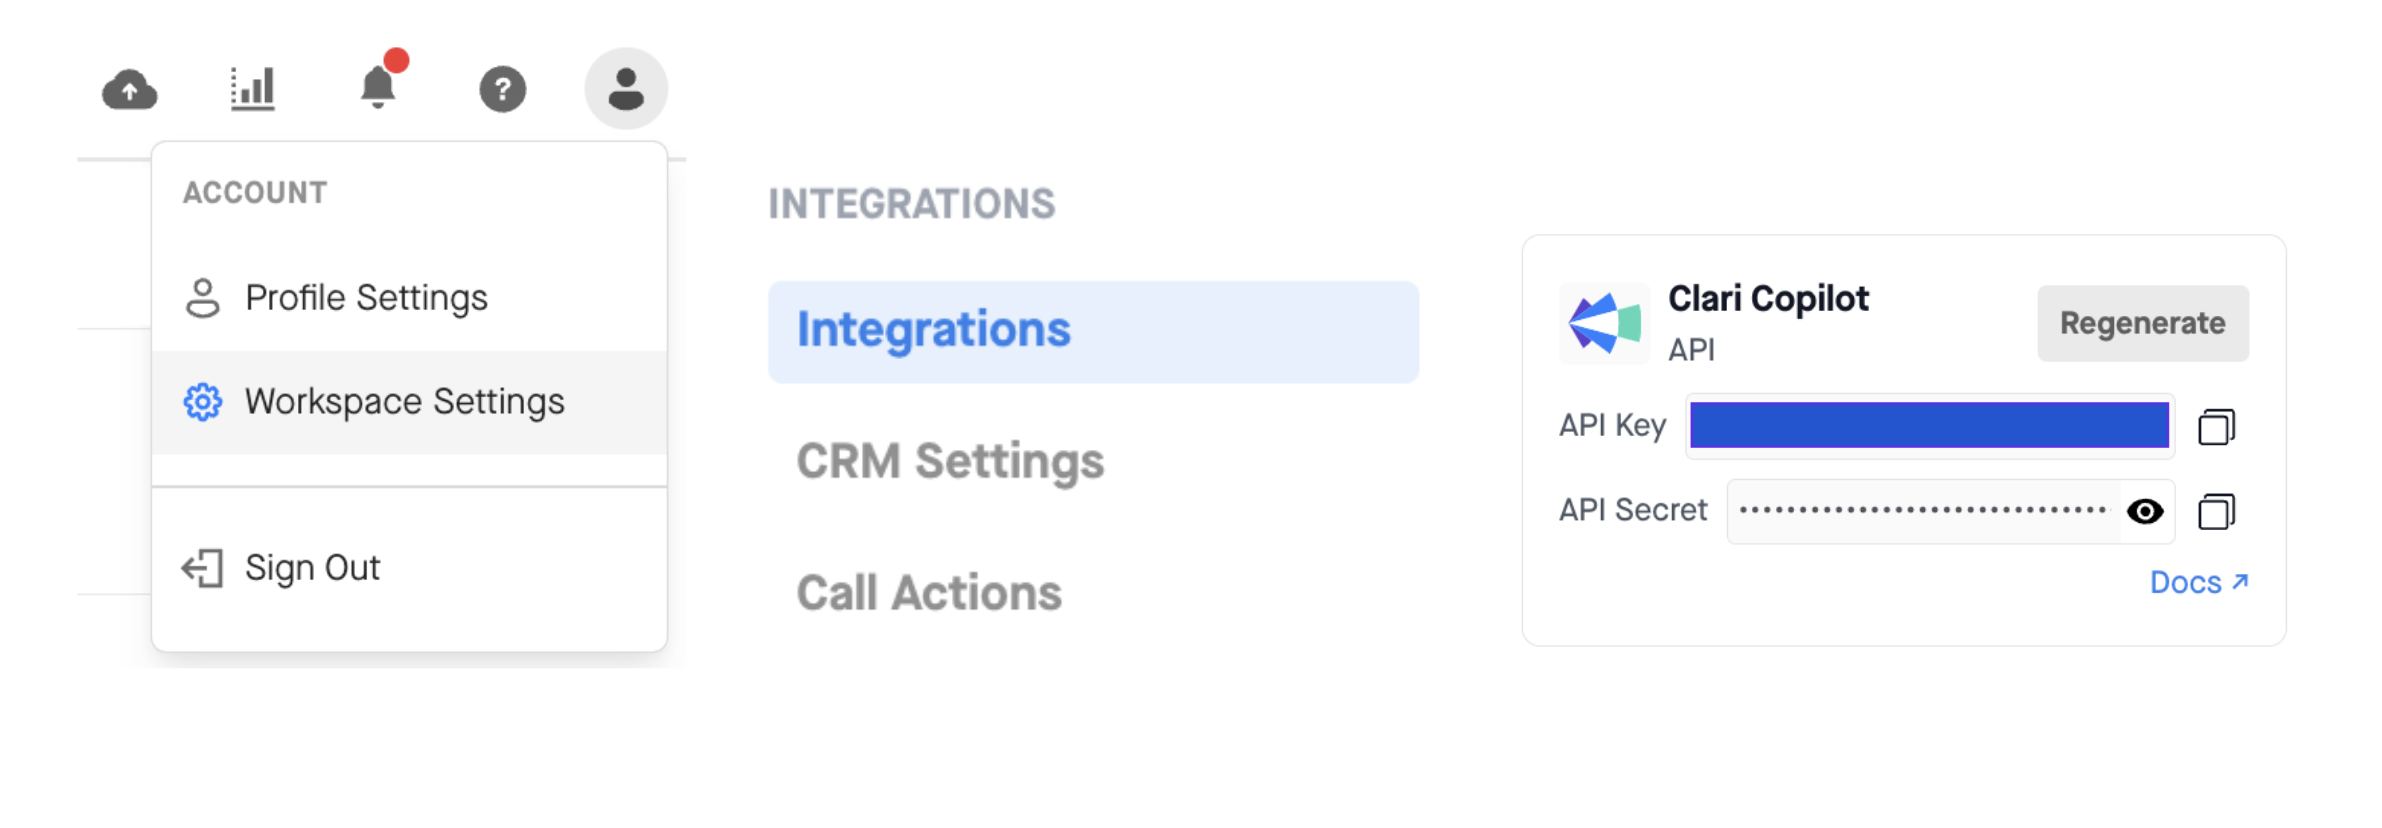 ACCOUNT
Profile Settings
Workspace Settings
Sign Out
INTEGRATIONS
Integrations
CRM Settings
Call Actions
Clari Copilot
API
Regenerate
API Key
API Secret
Docs